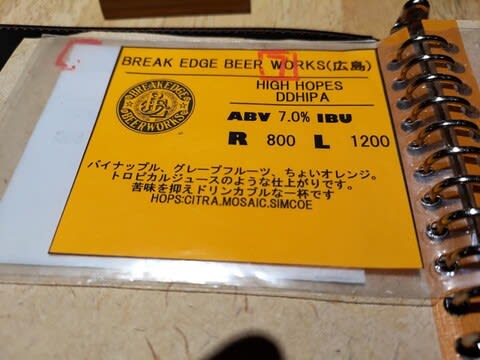 BREAK EDGE BEER WORKS(広島)
7
HIGH HOPES
DDHIPA
BREAKEDGE
BEERWORKS
ABV 7.0% IBU
R 800 L 1200
パイナップル、グレープフルーツ、ちょいオレンジ。
トロピカルジュースのような仕上がりです。
苦味を抑えドリンカブルな一杯です
HOPS:CITRA.MOSAIC.SIMCOE